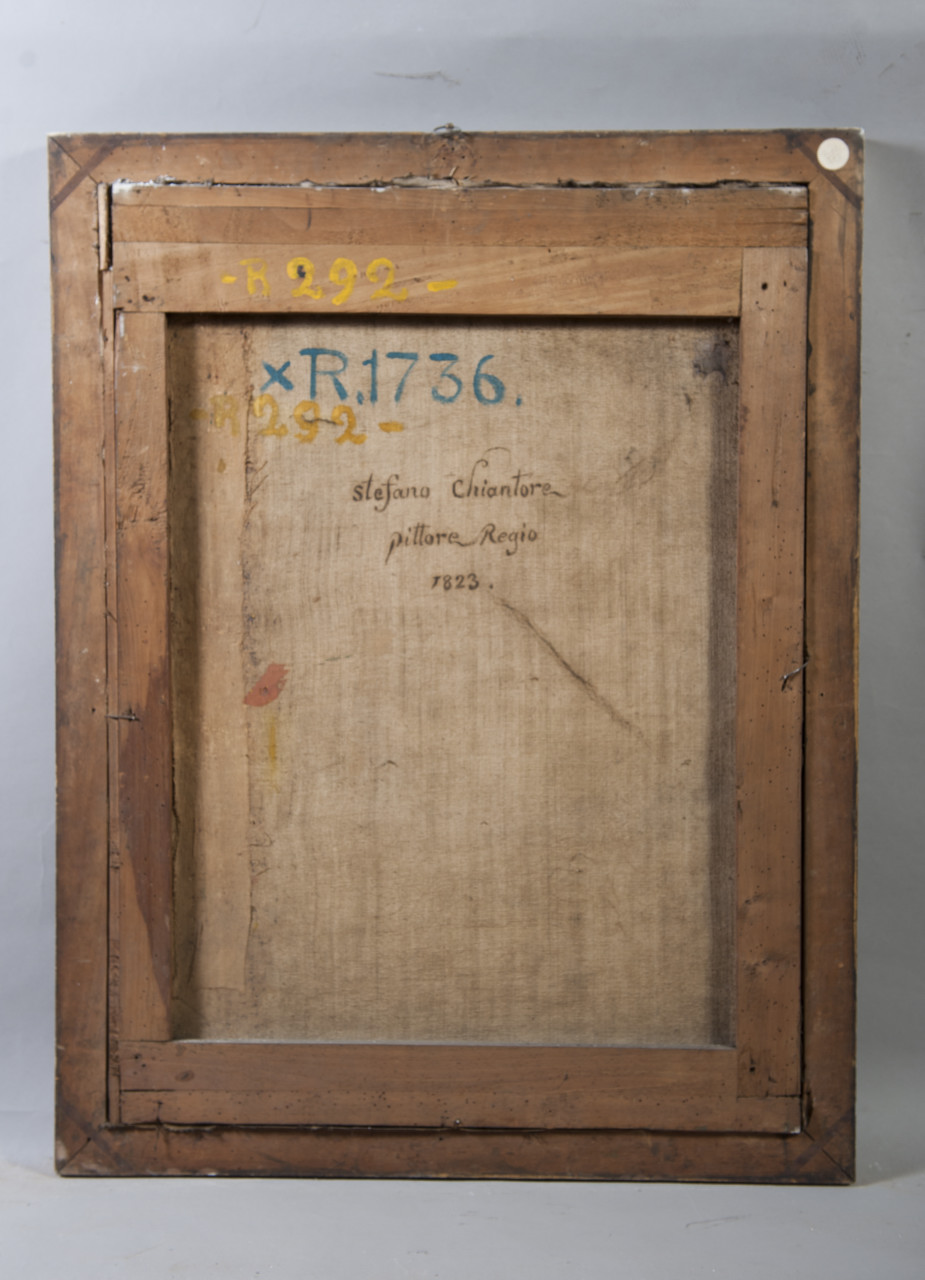 -R 292-
×R.1736.
-R 292-
stefano Chiantore
pittore Regio
1823.